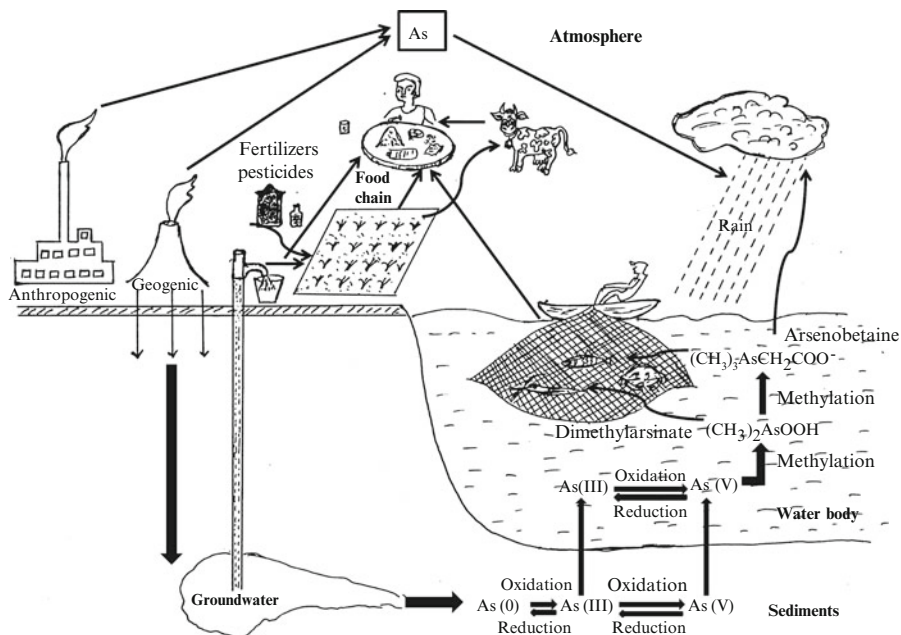 As
Atmosphere
Fertilizers
pesticides
Food
chain
Rain
Anthropogenic
Geogenic
Arsenobetaine
(CH₃)₃AsCH₂COO⁻
Methylation
Dimethylarsinate (CH₃)₂AsOOH
Methylation
As(III) Oxidation As (V)
Reduction
Water body
Groundwater
Oxidation Oxidation
As (0) As (III) As (V)
Reduction Reduction
Sediments